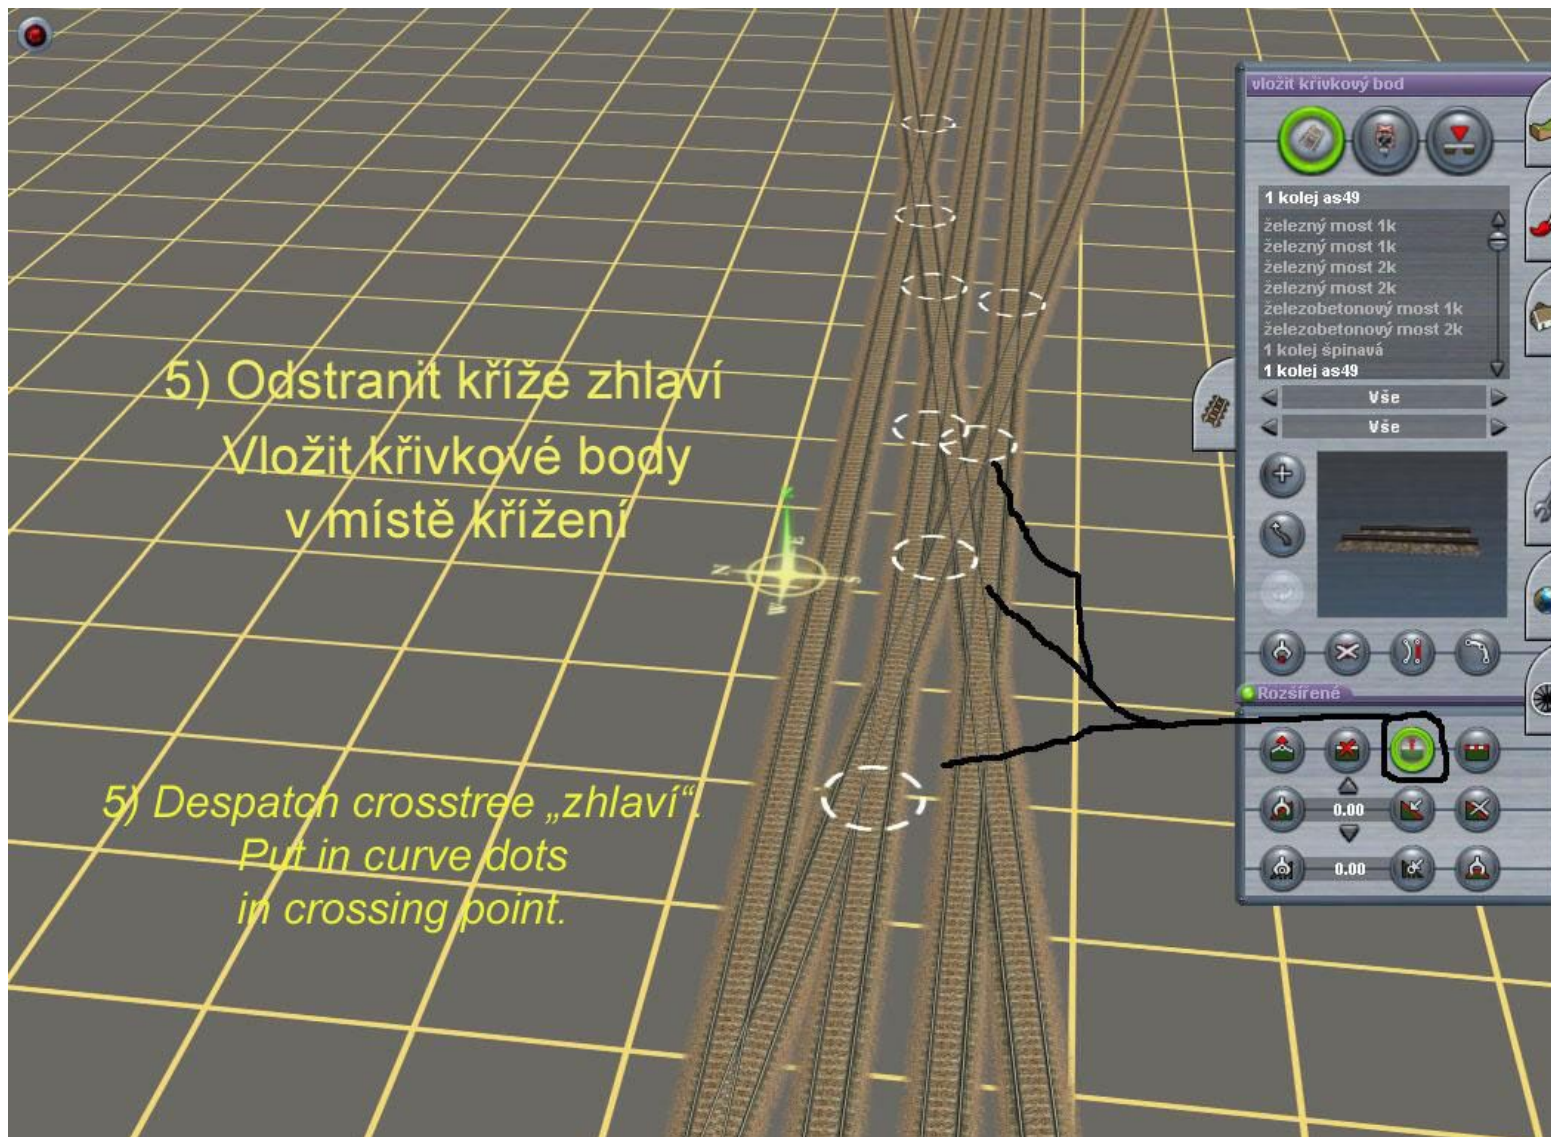 vložit křivkový bod
1 kolej as49
železný most 1k
železný most 1k
železný most 2k
železný most 2k
železobetonový most 1k
železobetonový most 2k
1 kolej špinavá
1 kolej as49
Vše
Vše
5) Odstranit kříže zhlaví
Vložit křivkové body
v místě křížení
N
E
S
W
Rozšířené
0.00
0.00
5) Despatch crosstree „zhlaví“.
Put in curve dots
in crossing point.